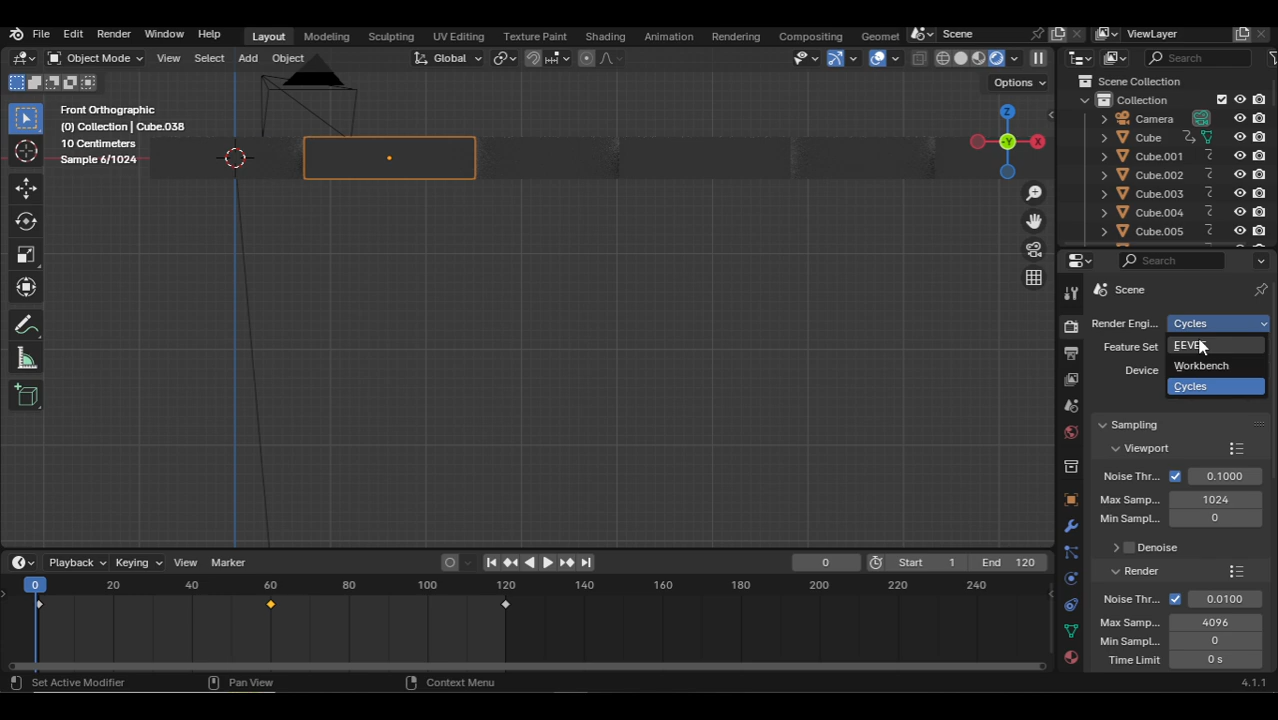 File Edit Render Window Help Layout Modeling Sculpting UV Editing Texture Paint Shading Animation Rendering Compositing Geomet Scene ViewLayer
Object Mode View Select Add Object Global Search
Options
Front Orthographic
(0) Collection | Cube.038
10 Centimeters
Sample 6/1024
Z
-Y
X
Scene Collection
Collection
Camera
Cube
Cube.001
Cube.002
Cube.003
Cube.004
Cube.005
Search
Scene
Render Engi... Cycles
Feature Set EEVEE
Workbench
Device
Cycles
Sampling
Viewport
Noise Thr... 0.1000
Max Samp... 1024
Min Sampl... 0
Denoise
Render
Noise Thr... 0.0100
Max Samp... 4096
Min Sampl... 0
Time Limit 0 s
Playback Keying View Marker 0 Start 1 End 120
0 20 40 60 80 100 120 140 160 180 200 220 240
Set Active Modifier Pan View Context Menu 4.1.1